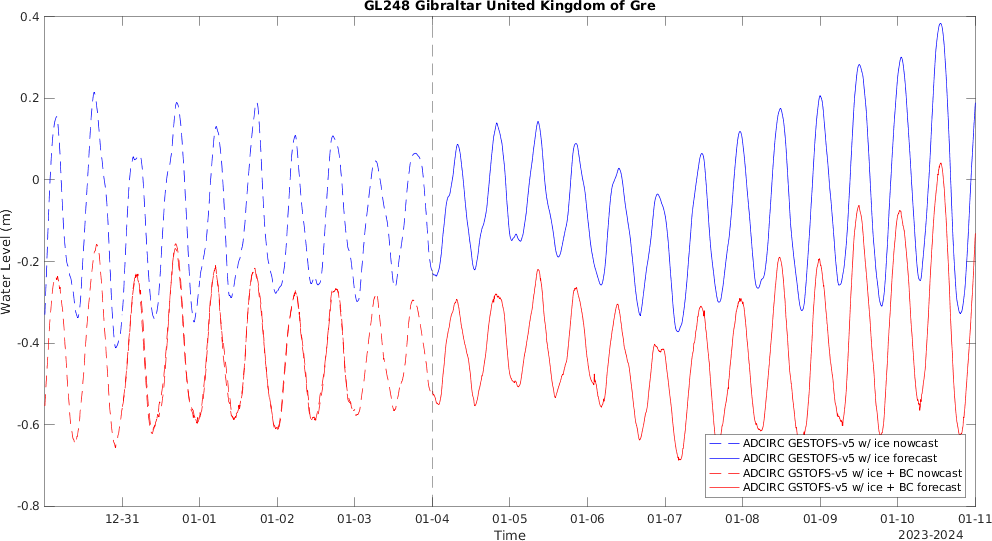 GL248 Gibraltar United Kingdom of Gre
0.4
0.2
0
-0.2
-0.4
-0.6
-0.8
Water Level (m)
12-31
01-01
01-02
01-03
01-04
01-05
01-06
01-07
01-08
01-09
01-10
01-11
Time
2023-2024
ADCIRC GESTOFS-v5 w/ ice nowcast
ADCIRC GESTOFS-v5 w/ ice forecast
ADCIRC GSTOFS-v5 w/ ice + BC nowcast
ADCIRC GSTOFS-v5 w/ ice + BC forecast